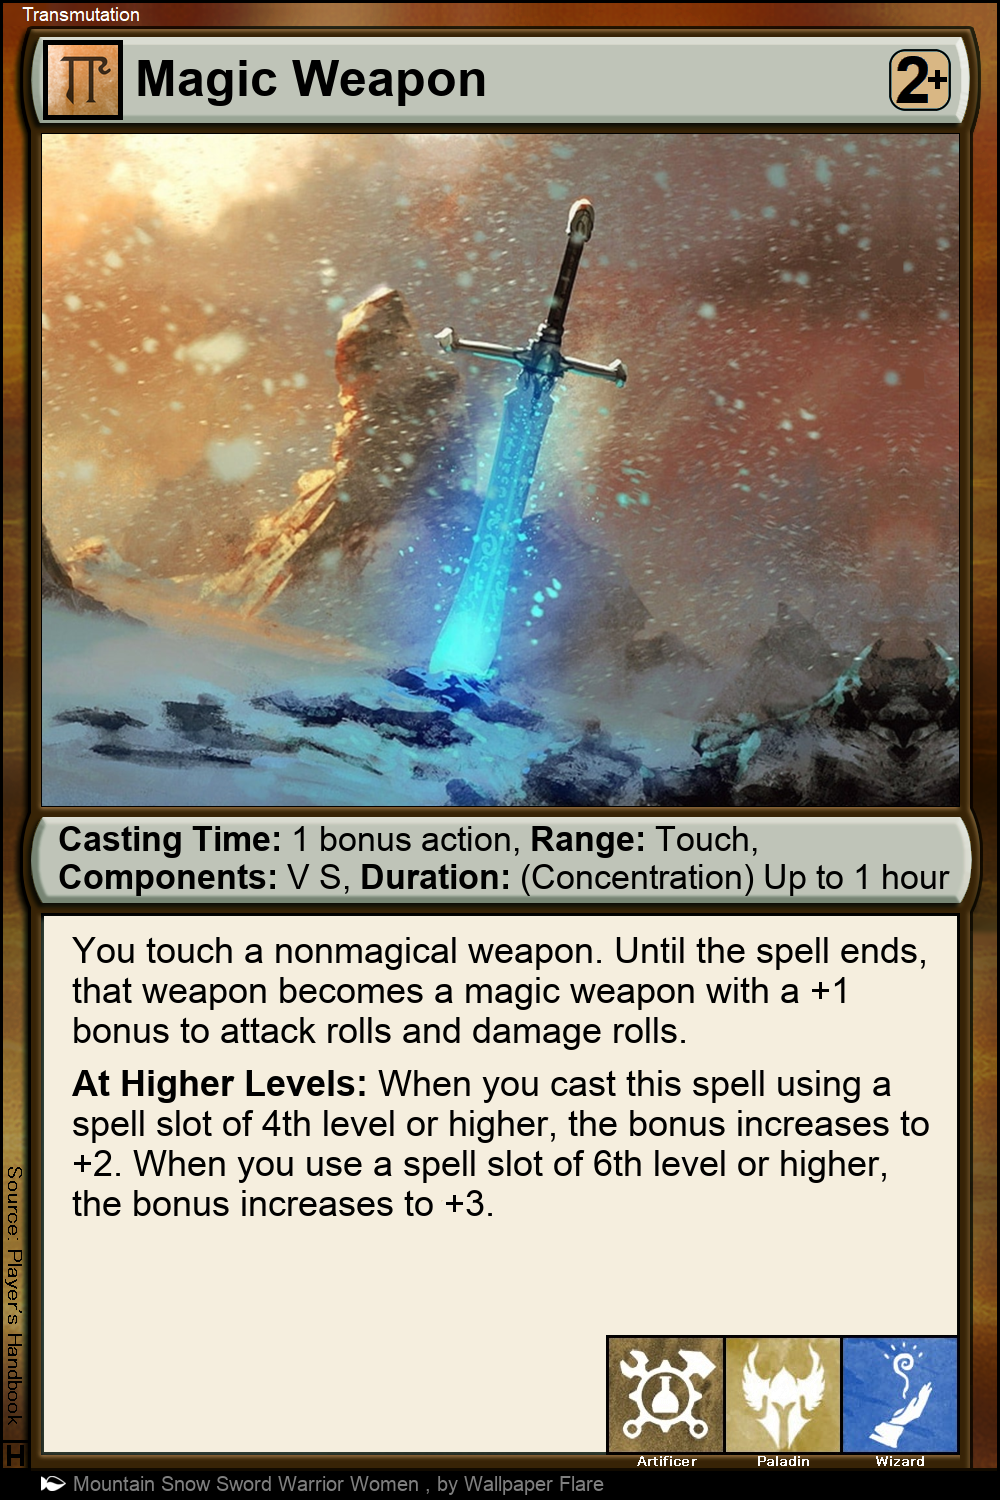 Transmutation
Magic Weapon
2+
Casting Time: 1 bonus action, Range: Touch,
Components: V S, Duration: (Concentration) Up to 1 hour
You touch a nonmagical weapon. Until the spell ends,
that weapon becomes a magic weapon with a +1
bonus to attack rolls and damage rolls.
At Higher Levels: When you cast this spell using a
spell slot of 4th level or higher, the bonus increases to
+2. When you use a spell slot of 6th level or higher,
the bonus increases to +3.
Source: Player's Handbook
H
Artificer Paladin Wizard
Mountain Snow Sword Warrior Women , by Wallpaper Flare